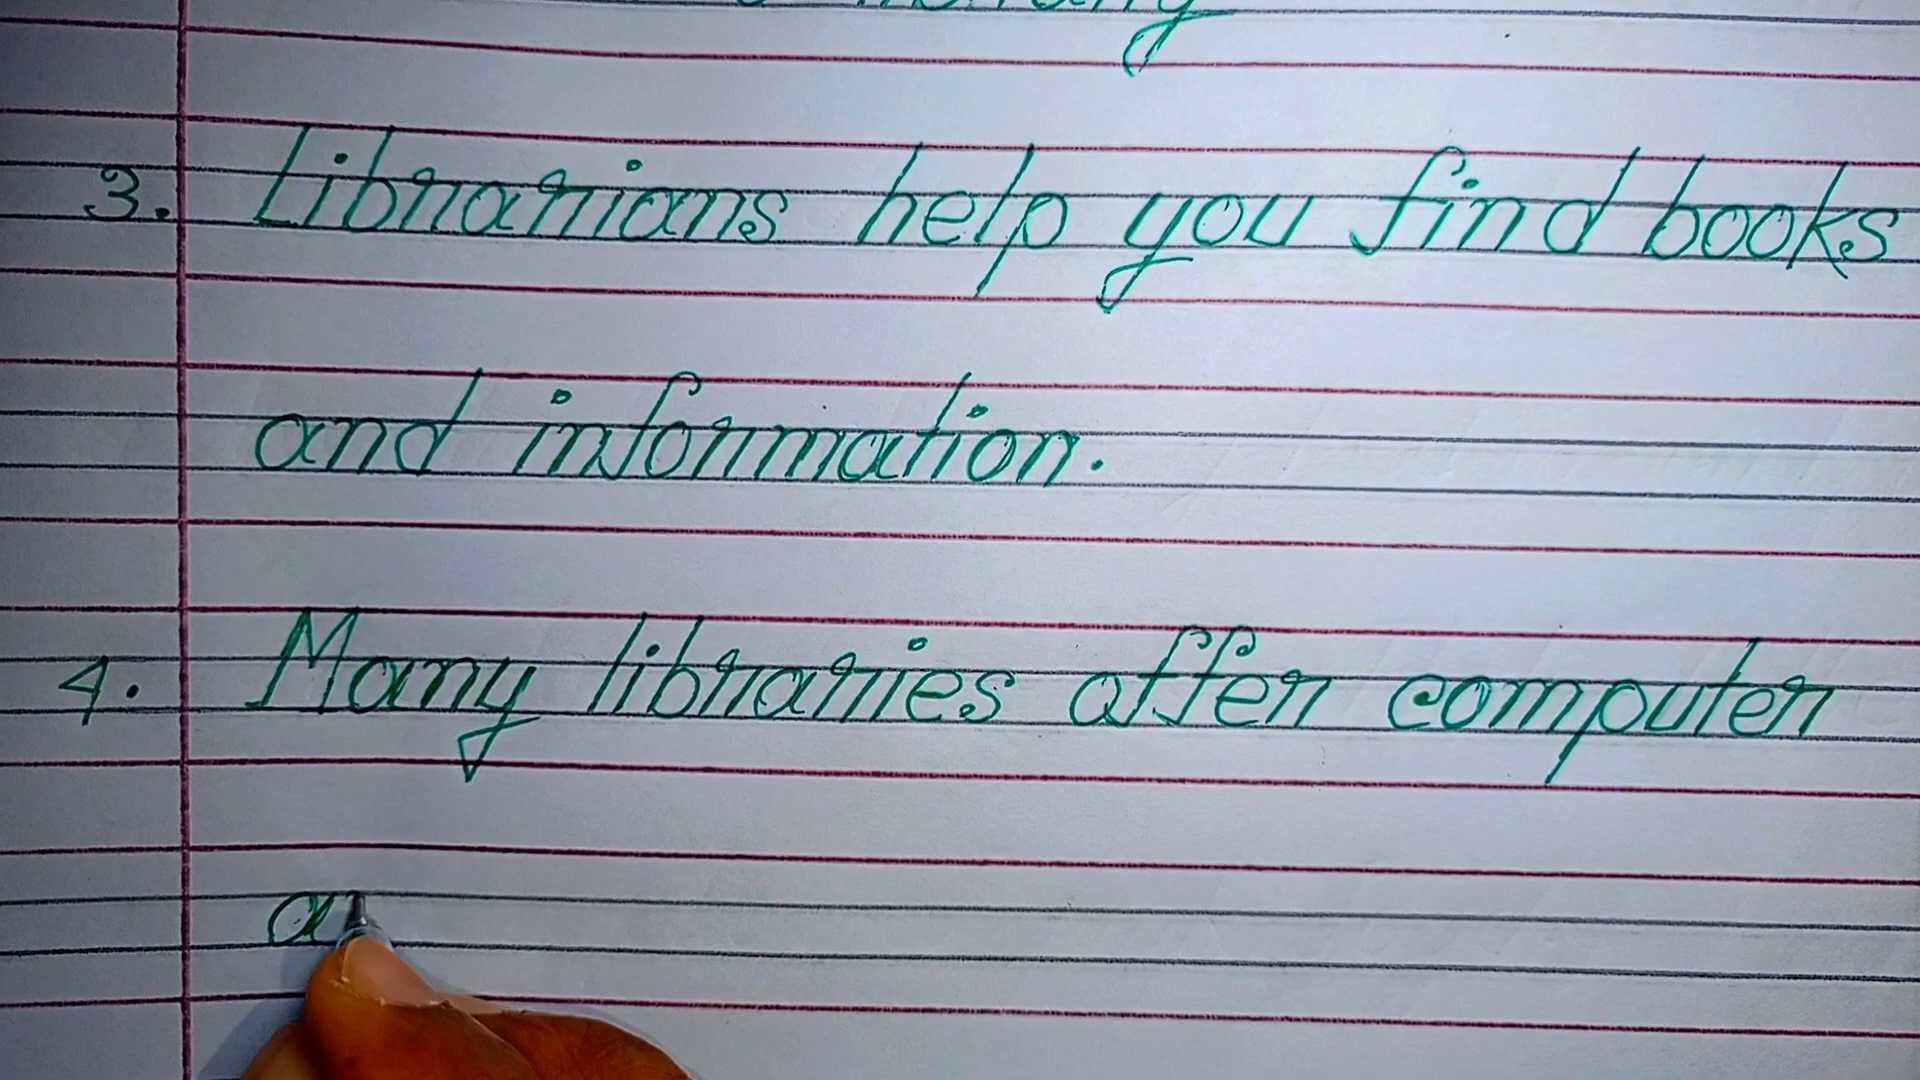 3. Librarians help you find books
and information.
4. Many libraries offer computer